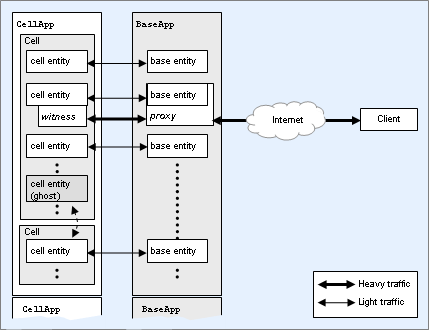 CellApp
BaseApp
Cell
cell entity
base entity
cell entity
base entity
witness
proxy
Internet
Client
cell entity
base entity
cell entity
(ghost)
Cell
cell entity
base entity
Heavy traffic
Light traffic
CellApp
BaseApp